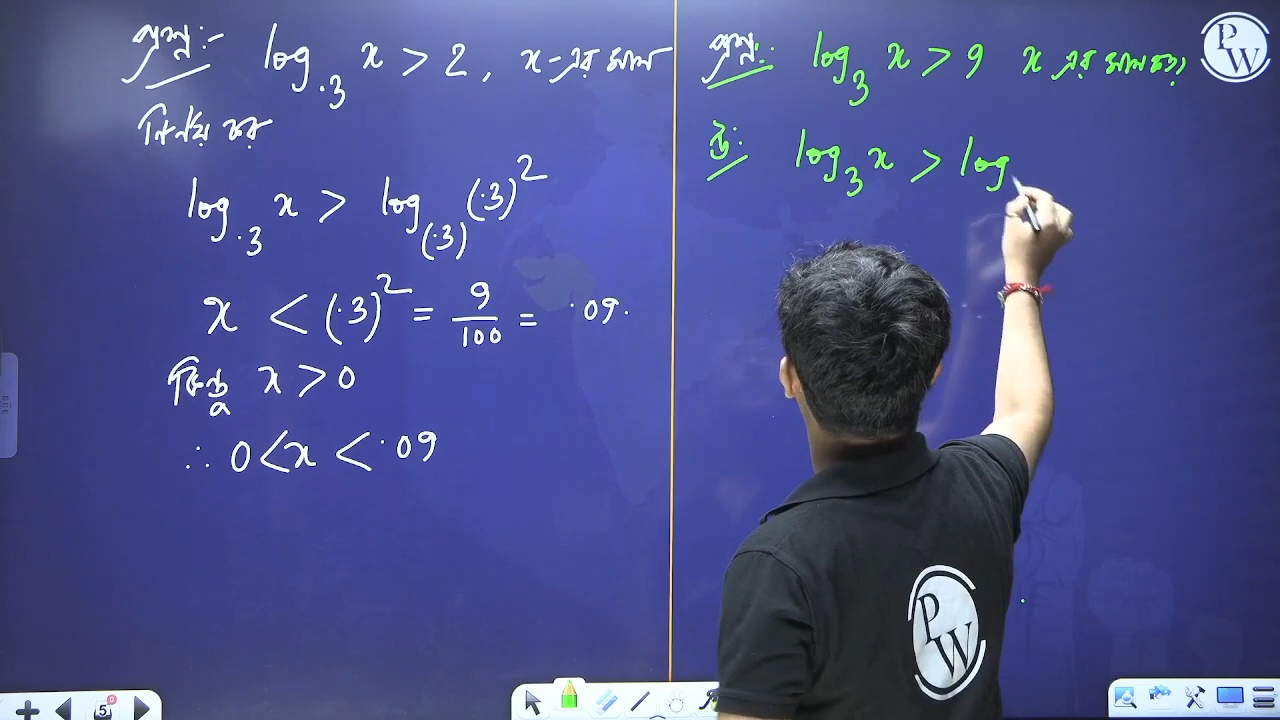 প্রশ্ন:- log.3 x > 2, x-এর মান
নির্ণয় কর
log.3 x > log(.3) (.3)²
x < (.3)² = 9/100 = .09.
কিন্তু x > 0
∴ 0 < x < .09
প্রশ্ন:- log3 x > 9 x এর মান
উ: log3 x > log
PW
PW
5